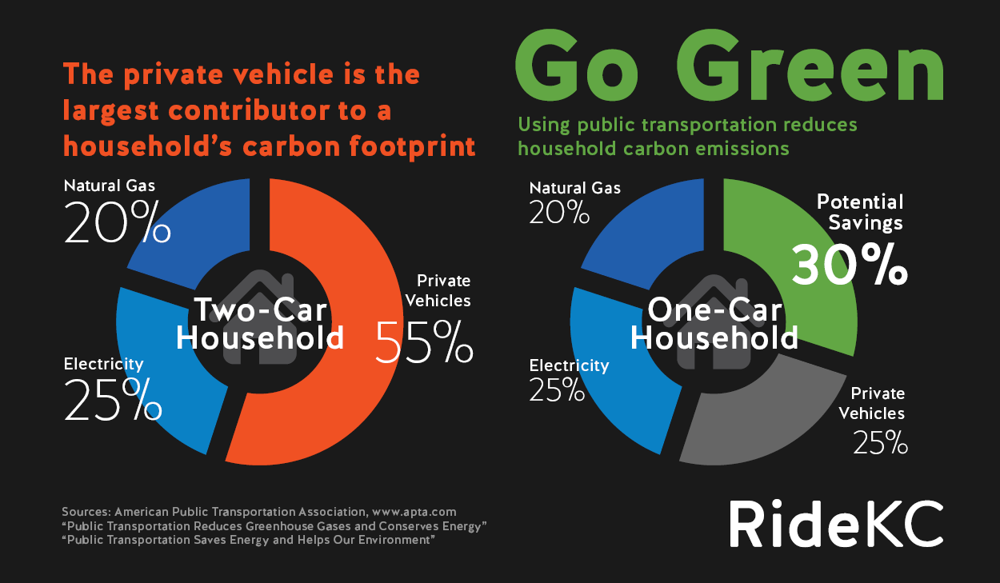 The private vehicle is the
largest contributor to a
household’s carbon footprint
Natural Gas
20%
Private
Vehicles
55%
Two-Car
Household
Electricity
25%
Go Green
Using public transportation reduces
household carbon emissions
Natural Gas
20%
Potential
Savings
30%
One-Car
Household
Electricity
25%
Private
Vehicles
25%
Sources: American Public Transportation Association, www.apta.com
“Public Transportation Reduces Greenhouse Gases and Conserves Energy”
“Public Transportation Saves Energy and Helps Our Environment”
RideKC